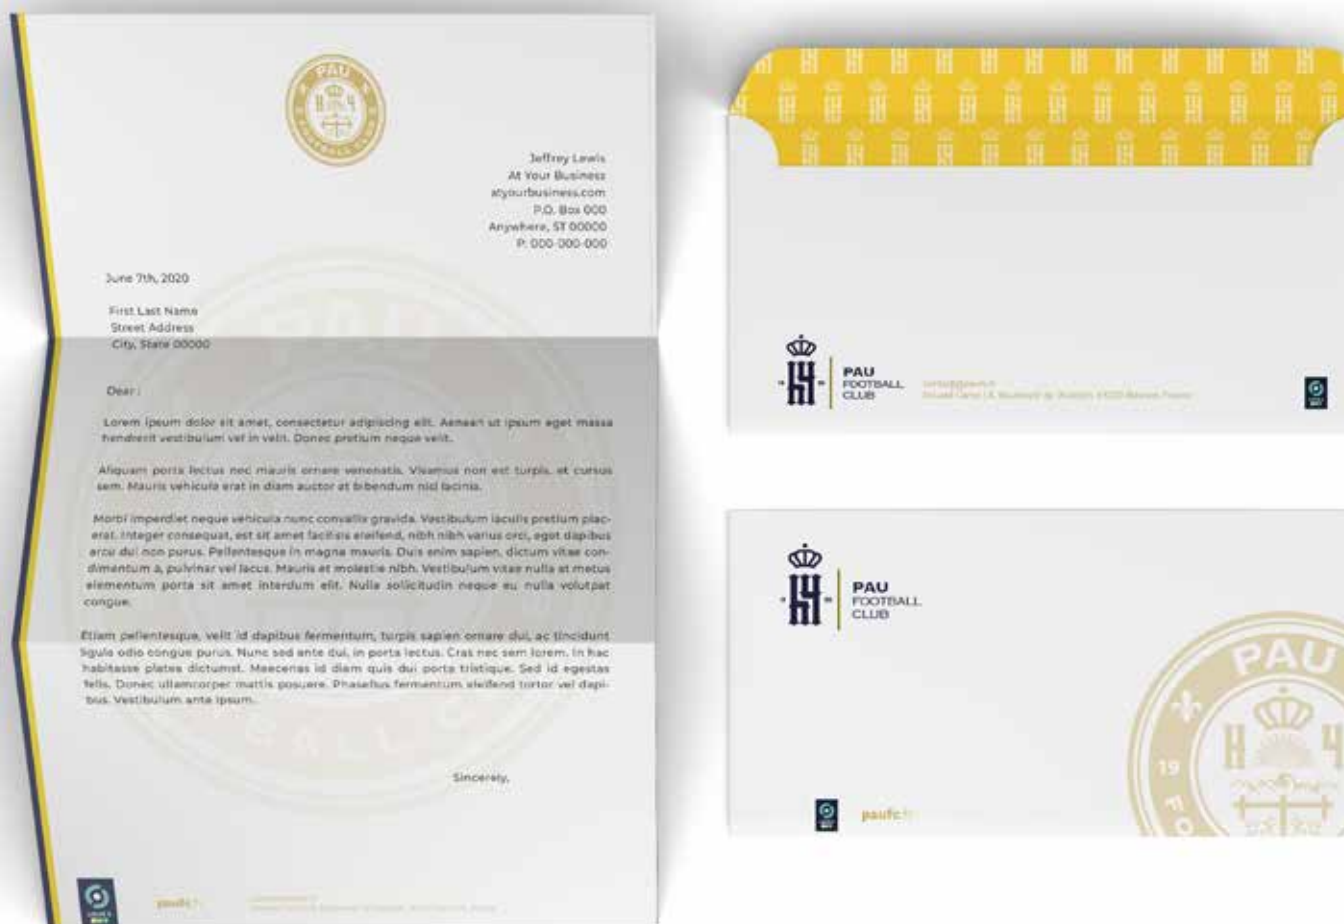 PAU
FOOTBALL CLUB
Jeffrey Lewis
At Your Business
atyourbusiness.com
P.O. Box 000
Anywhere, ST 00000
P: 000-000-000
June 7th, 2020
First Last Name
Street Address
City, State 00000
Dear :
Lorem ipsum dolor sit amet, consectetur adipiscing elit. Aenean ut ipsum eget massa
hendrerit vestibulum vel in velit. Donec pretium neque velit.
Aliquam porta lectus nec mauris ornare venenatis. Vivamus non est turpis, et cursus
sem. Mauris vehicula erat in diam auctor at bibendum nisl lacinia.
Morbi imperdiet neque vehicula nunc convallis gravida. Vestibulum iaculis pretium plac-
erat. Integer consequat, est sit amet facilisis eleifend, nibh nibh varius orci, eget dapibus
arcu dui non purus. Pellentesque in magna mauris. Duis enim sapien, dictum vitae con-
dimentum a, pulvinar vel lacus. Mauris et molestie nibh. Vestibulum vitae nulla at metus
elementum porta sit amet interdum elit. Nulla sollicitudin neque eu nulla volutpat
congue.
Etiam pellentesque, velit id dapibus fermentum, turpis sapien ornare dui, ac tincidunt
ligula odio congue purus. Nunc sed ante dui, in porta lectus. Cras nec sem lorem. In hac
habitasse platea dictumst. Maecenas id diam quis dui porta tristique. Sed id egestas
felis. Donec ullamcorper mattis posuere. Phasellus fermentum eleifend tortor vel dapi-
bus. Vestibulum ante ipsum.
Sincerely,
PAU
BALL C
paufc.fr
PAU
FOOTBALL
CLUB
PAU
FOOTBALL
CLUB
paufc.fr
PAU
19
FO